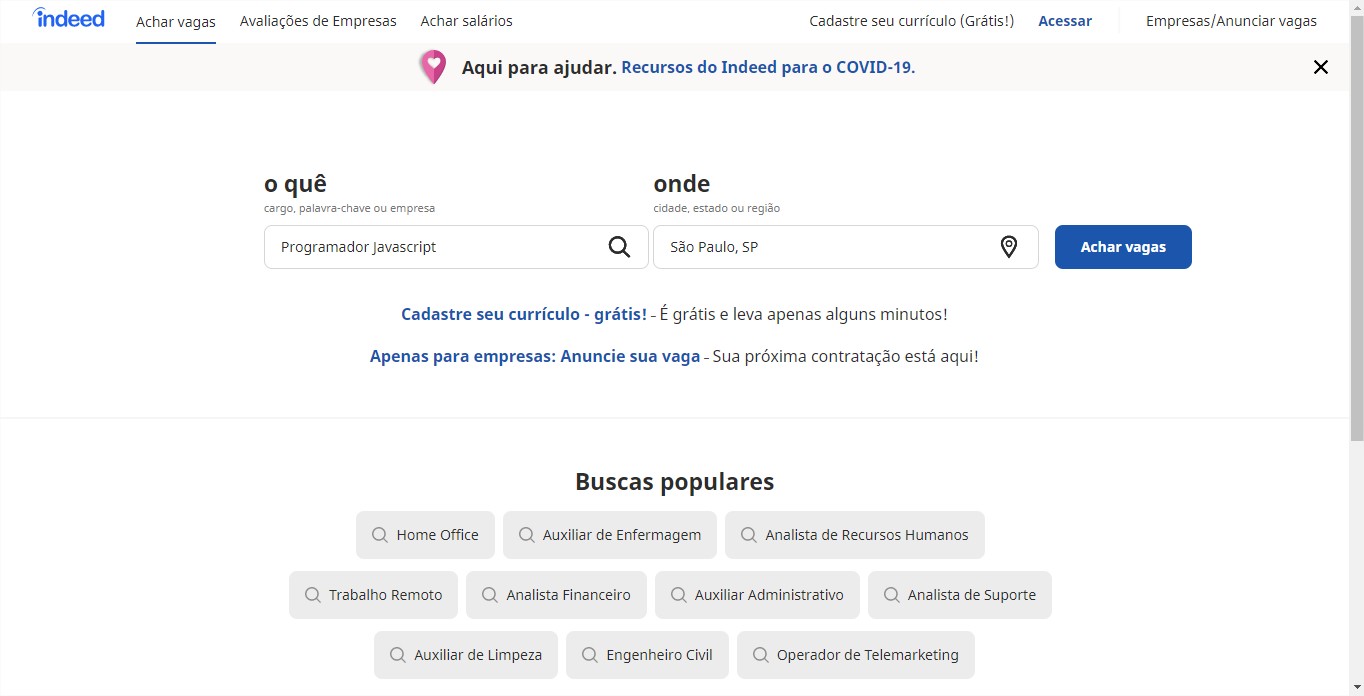 indeed Achar vagas Avaliações de Empresas Achar salários Cadastre seu currículo (Grátis!) Acessar Empresas/Anunciar vagas
Aqui para ajudar. Recursos do Indeed para o COVID-19.
o quê onde
cargo, palavra-chave ou empresa cidade, estado ou região
Programador Javascript São Paulo, SP Achar vagas
Cadastre seu currículo - grátis! - É grátis e leva apenas alguns minutos!
Apenas para empresas: Anuncie sua vaga - Sua próxima contratação está aqui!
Buscas populares
Home Office Auxiliar de Enfermagem Analista de Recursos Humanos
Trabalho Remoto Analista Financeiro Auxiliar Administrativo Analista de Suporte
Auxiliar de Limpeza Engenheiro Civil Operador de Telemarketing